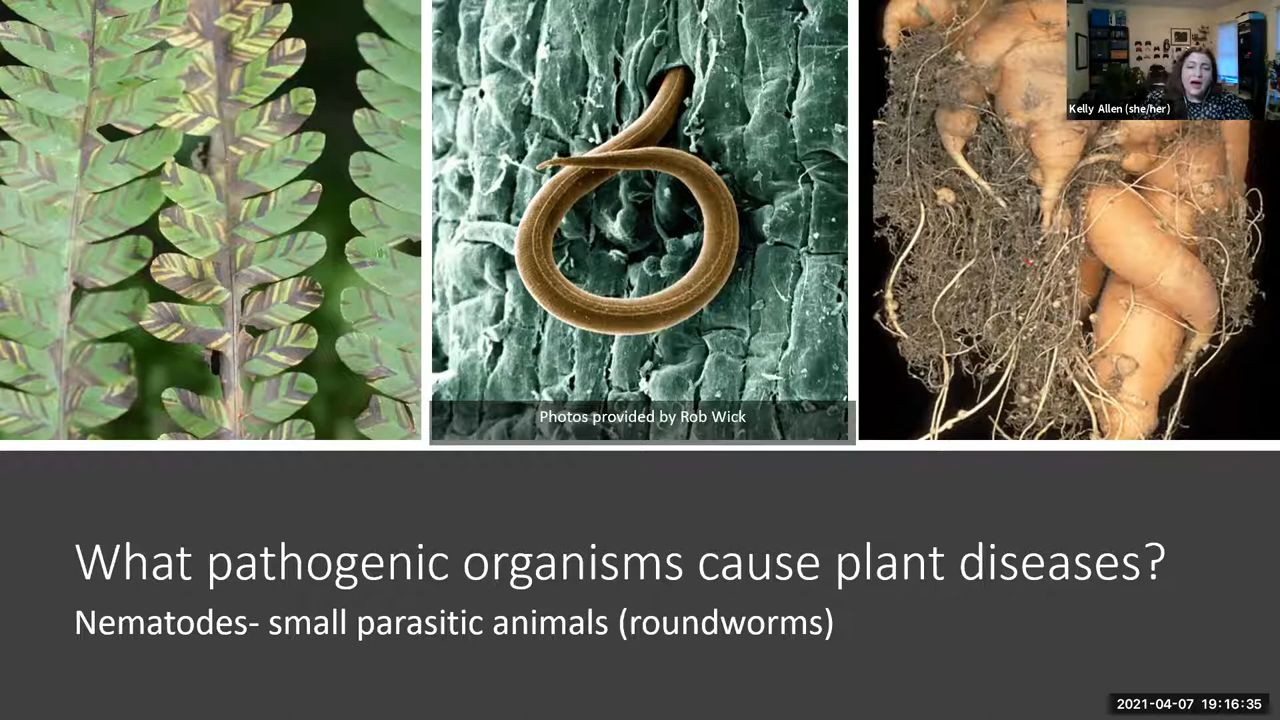 Kelly Allen (she/her)
Photos provided by Rob Wick
What pathogenic organisms cause plant diseases?
Nematodes- small parasitic animals (roundworms)
2021-04-07 19:16:35